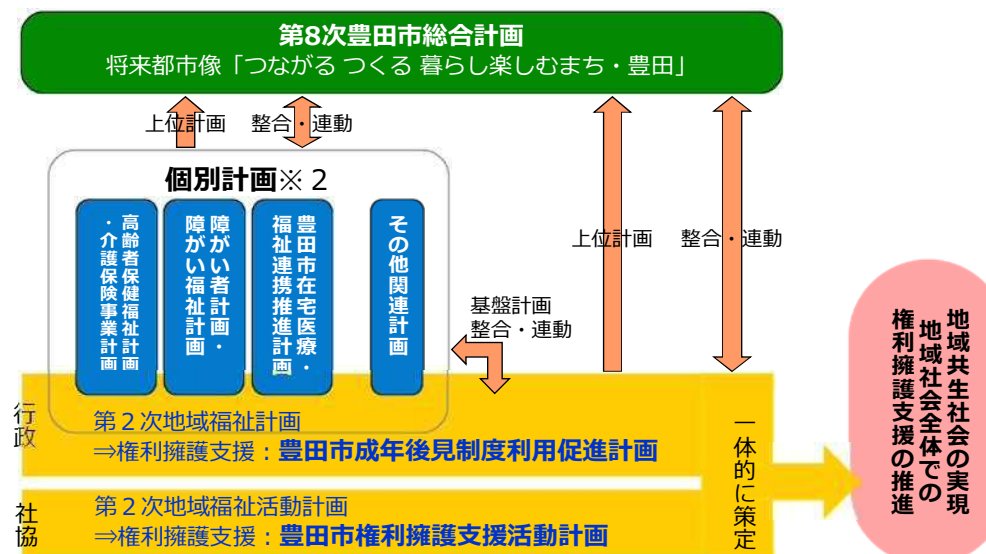 第8次豊田市総合計画
将来都市像「つながる つくる 暮らし楽しむまち・豊田」
上位計画
整合・連動
個別計画※２
高齢者保健福祉計画
・介護保険事業計画
障がい者計画・
障がい福祉計画
豊田市在宅医療・
福祉連携推進計画
その他関連計画
基盤計画
整合・連動
上位計画
整合・連動
行政
第２次地域福祉計画
⇒権利擁護支援：豊田市成年後見制度利用促進計画
社協
第２次地域福祉活動計画
⇒権利擁護支援：豊田市権利擁護支援活動計画
一体的に策定
地域共生社会の実現
地域社会全体での
権利擁護支援の推進